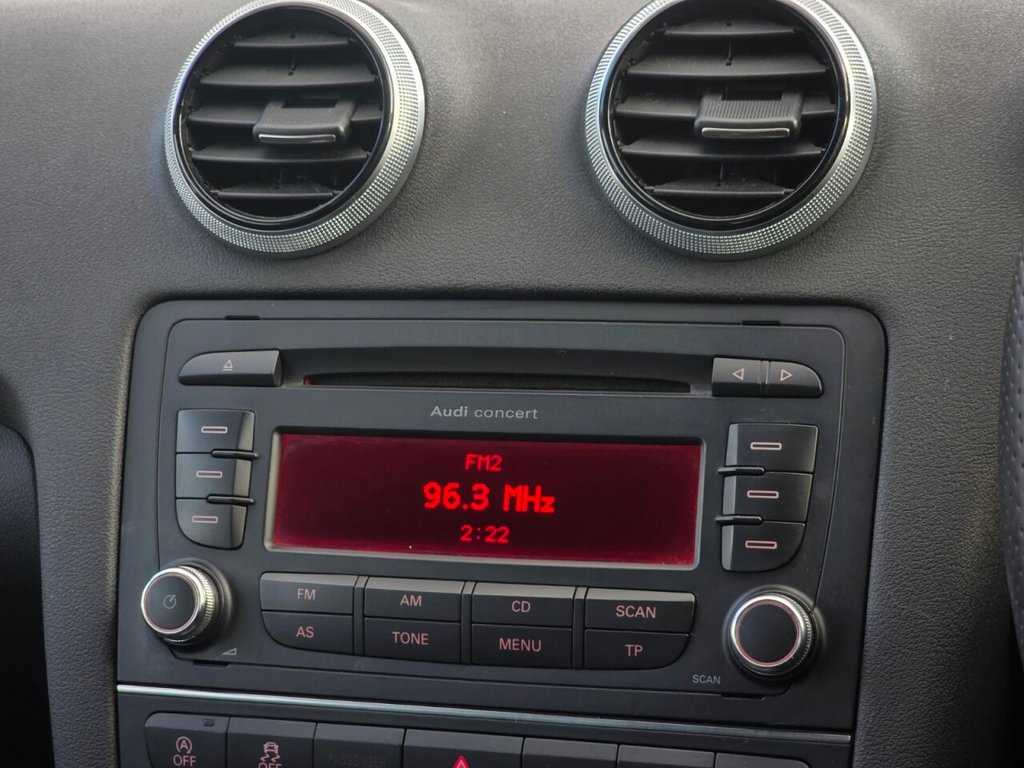 Audi concert
FM2
96.3 MHz
2:22
FM AM CD SCAN
AS TONE MENU TP
SCAN
A
OFF OFF